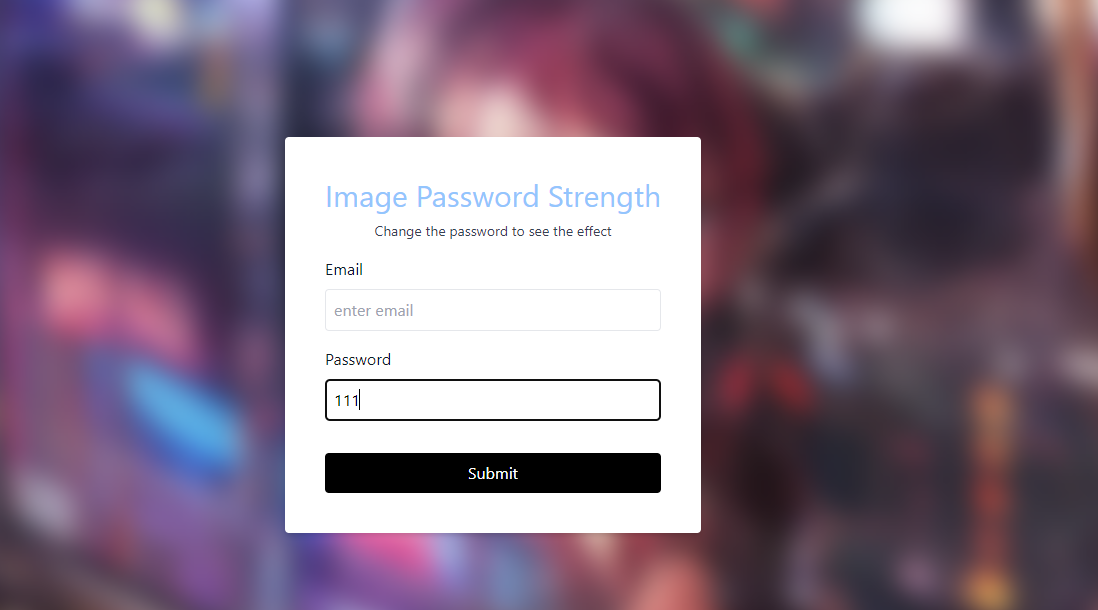 Image Password Strength
Change the password to see the effect
Email
enter email
Password
111
Submit